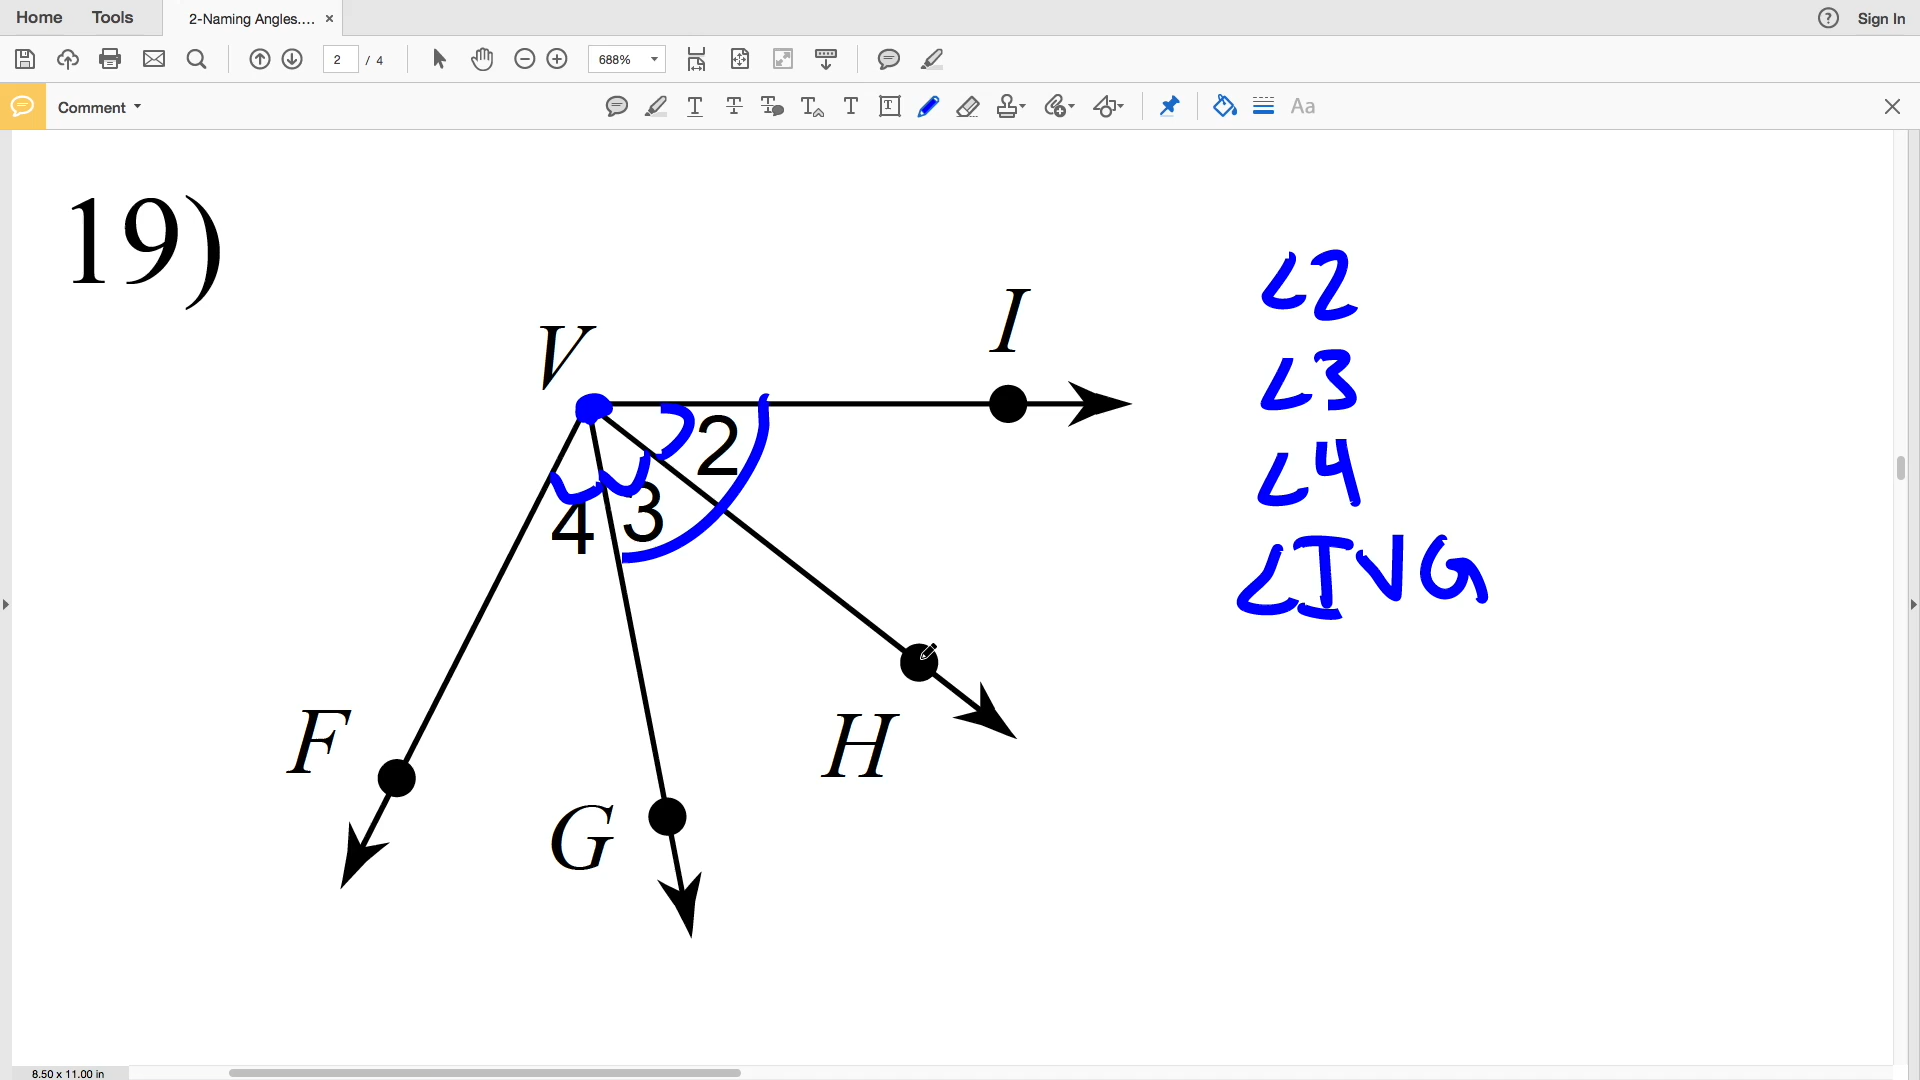 Home Tools 2-Naming Angles.... × ? Sign In
2 / 4 688%
Comment T T T T T T Aa
19)
I
V
2
3
4
F
H
G
∠2
∠3
∠4
∠IVG
8.50 x 11.00 in